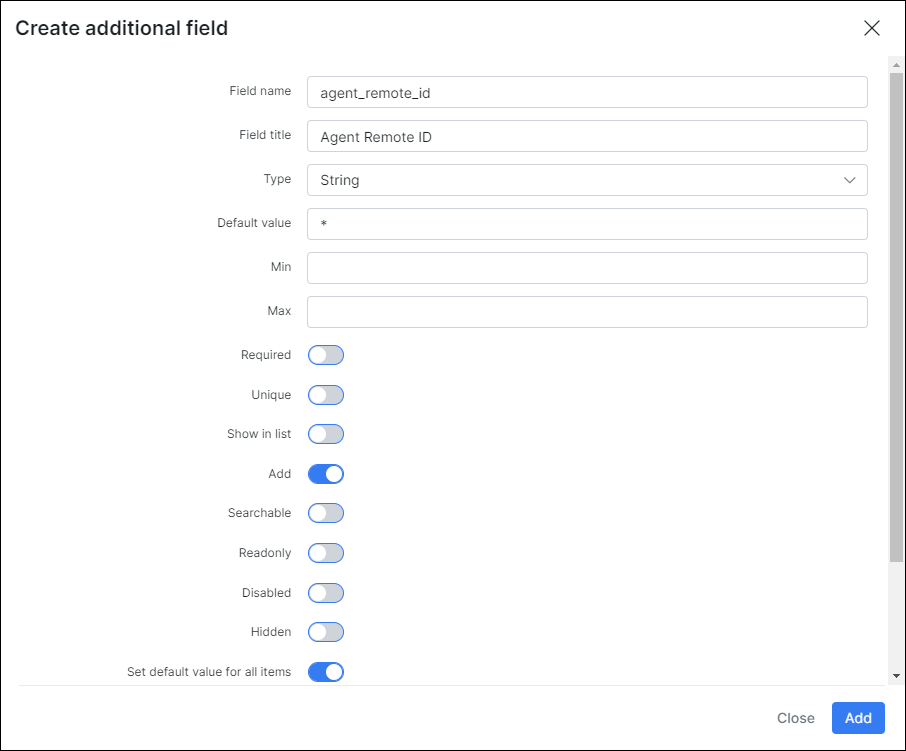 Create additional field
Field name agent_remote_id
Field title Agent Remote ID
Type String
Default value *
Min
Max
Required
Unique
Show in list
Add
Searchable
Readonly
Disabled
Hidden
Set default value for all items
Close Add